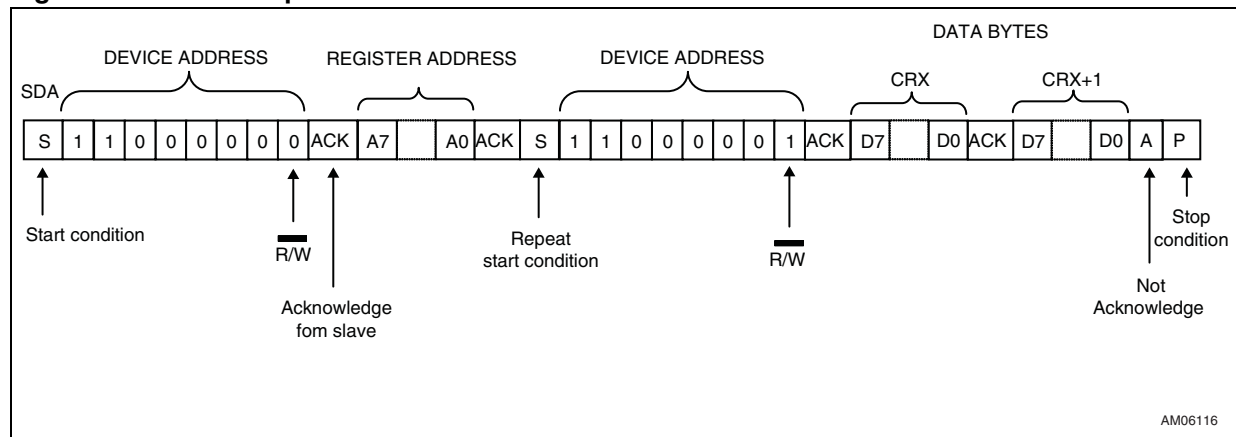 DATA BYTES
DEVICE ADDRESS REGISTER ADDRESS DEVICE ADDRESS CRX CRX+1
SDA
S 1 1 0 0 0 0 0 0 ACK A7 A0 ACK S 1 1 0 0 0 0 0 1 ACK D7 D0 ACK D7 D0 A P
Start condition
R/W
Acknowledge
fom slave
Repeat
start condition
R/W
Not
Acknowledge
Stop
condition
AM06116